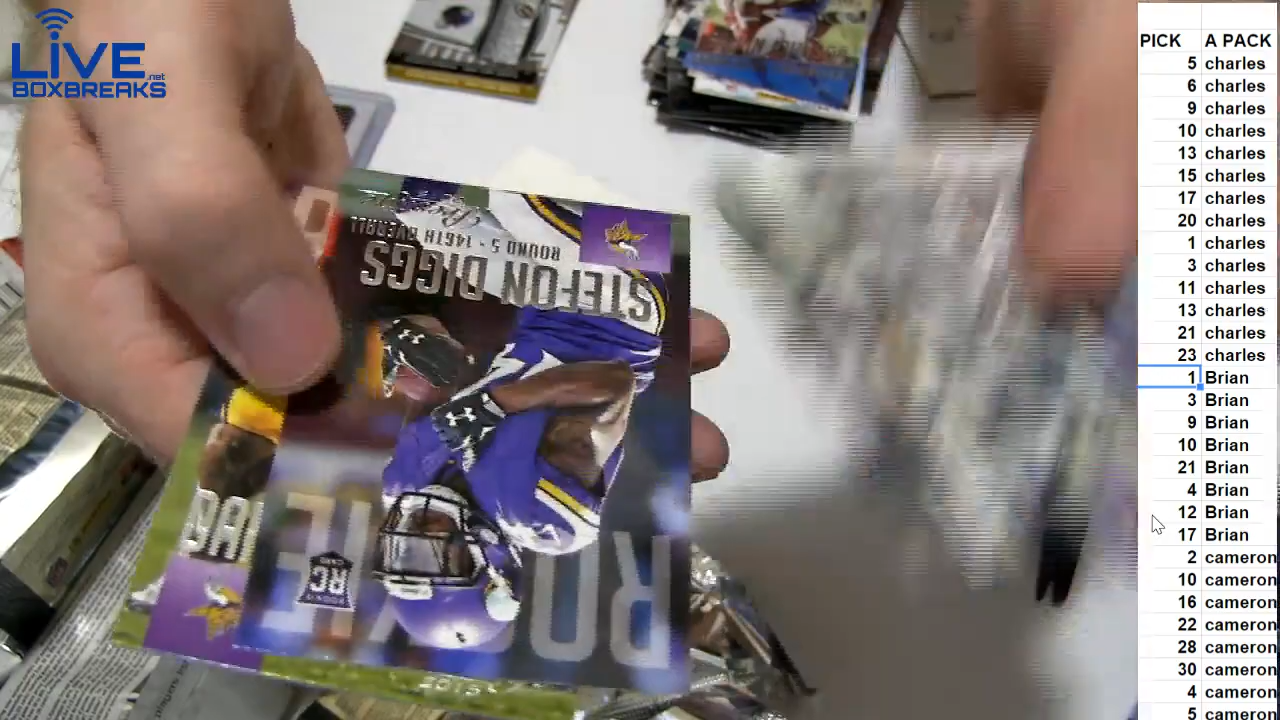 LiVE
.net
BOXBREAKS
PICK A PACK
5 charles
6 charles
9 charles
10 charles
13 charles
15 charles
17 charles
20 charles
1 charles
3 charles
11 charles
13 charles
21 charles
23 charles
1 Brian
3 Brian
9 Brian
10 Brian
21 Brian
4 Brian
12 Brian
17 Brian
2 cameron
10 cameron
16 cameron
22 cameron
28 cameron
30 cameron
4 cameron
5 cameron
STEFON DIGGS
ROUND 5 • 146TH OVERALL
Prestige
ROOKIE
RC
2015